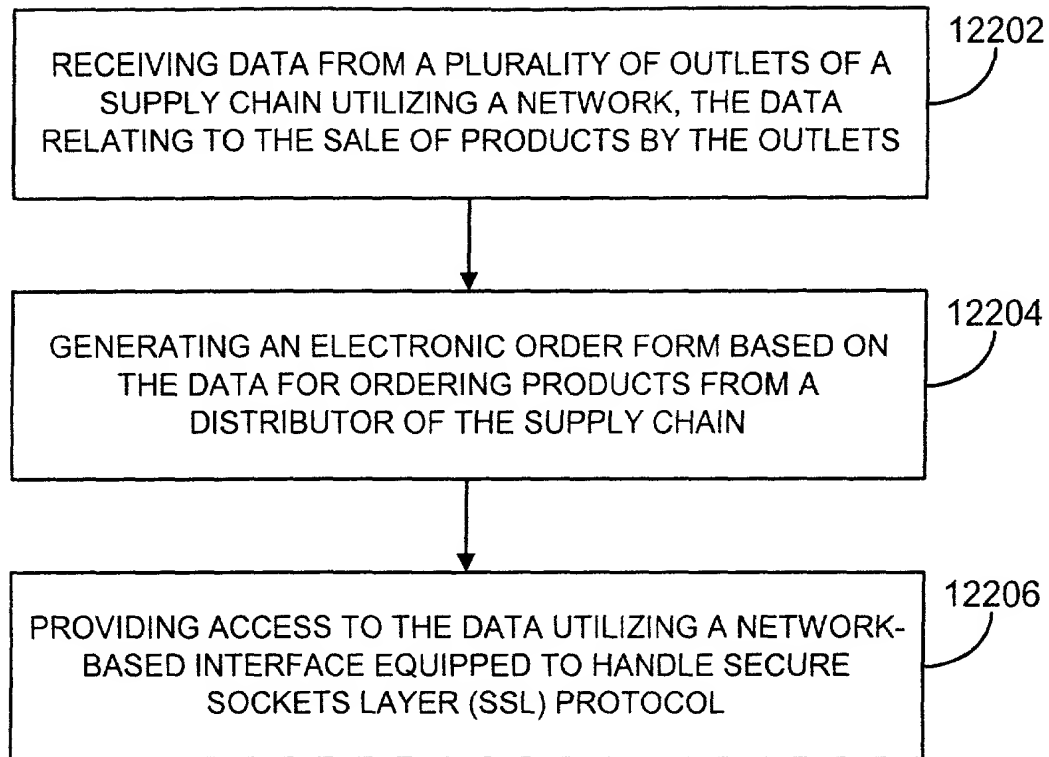 12202
RECEIVING DATA FROM A PLURALITY OF OUTLETS OF A
SUPPLY CHAIN UTILIZING A NETWORK, THE DATA
RELATING TO THE SALE OF PRODUCTS BY THE OUTLETS
12204
GENERATING AN ELECTRONIC ORDER FORM BASED ON
THE DATA FOR ORDERING PRODUCTS FROM A
DISTRIBUTOR OF THE SUPPLY CHAIN
12206
PROVIDING ACCESS TO THE DATA UTILIZING A NETWORK-
BASED INTERFACE EQUIPPED TO HANDLE SECURE
SOCKETS LAYER (SSL) PROTOCOL